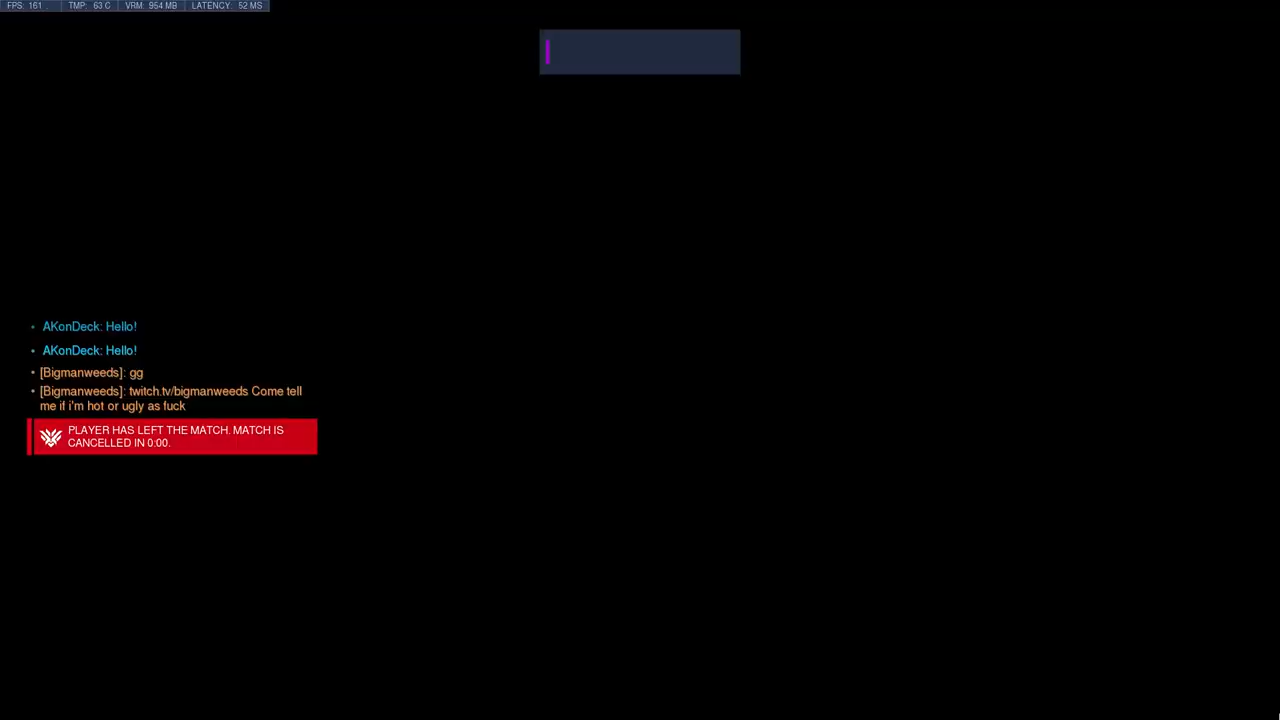 FPS: 161 . TMP: 63 C VRM: 954 MB LATENCY: 52 MS
• AKonDeck: Hello!
• AKonDeck: Hello!
• [Bigmanweeds]: gg
• [Bigmanweeds]: twitch.tv/bigmanweeds Come tell
me if i'm hot or ugly as fuck
PLAYER HAS LEFT THE MATCH. MATCH IS
CANCELLED IN 0:00.